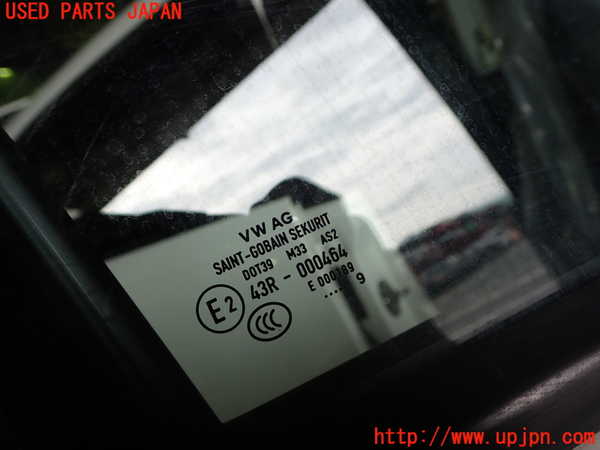 USED PARTS JAPAN
VW AG
SAINT-GOBAIN SEKURIT
DOT39 M33 AS2
43R - 000464
E2
E 000189
CCC
.... 9
http://www.upjpn.com/